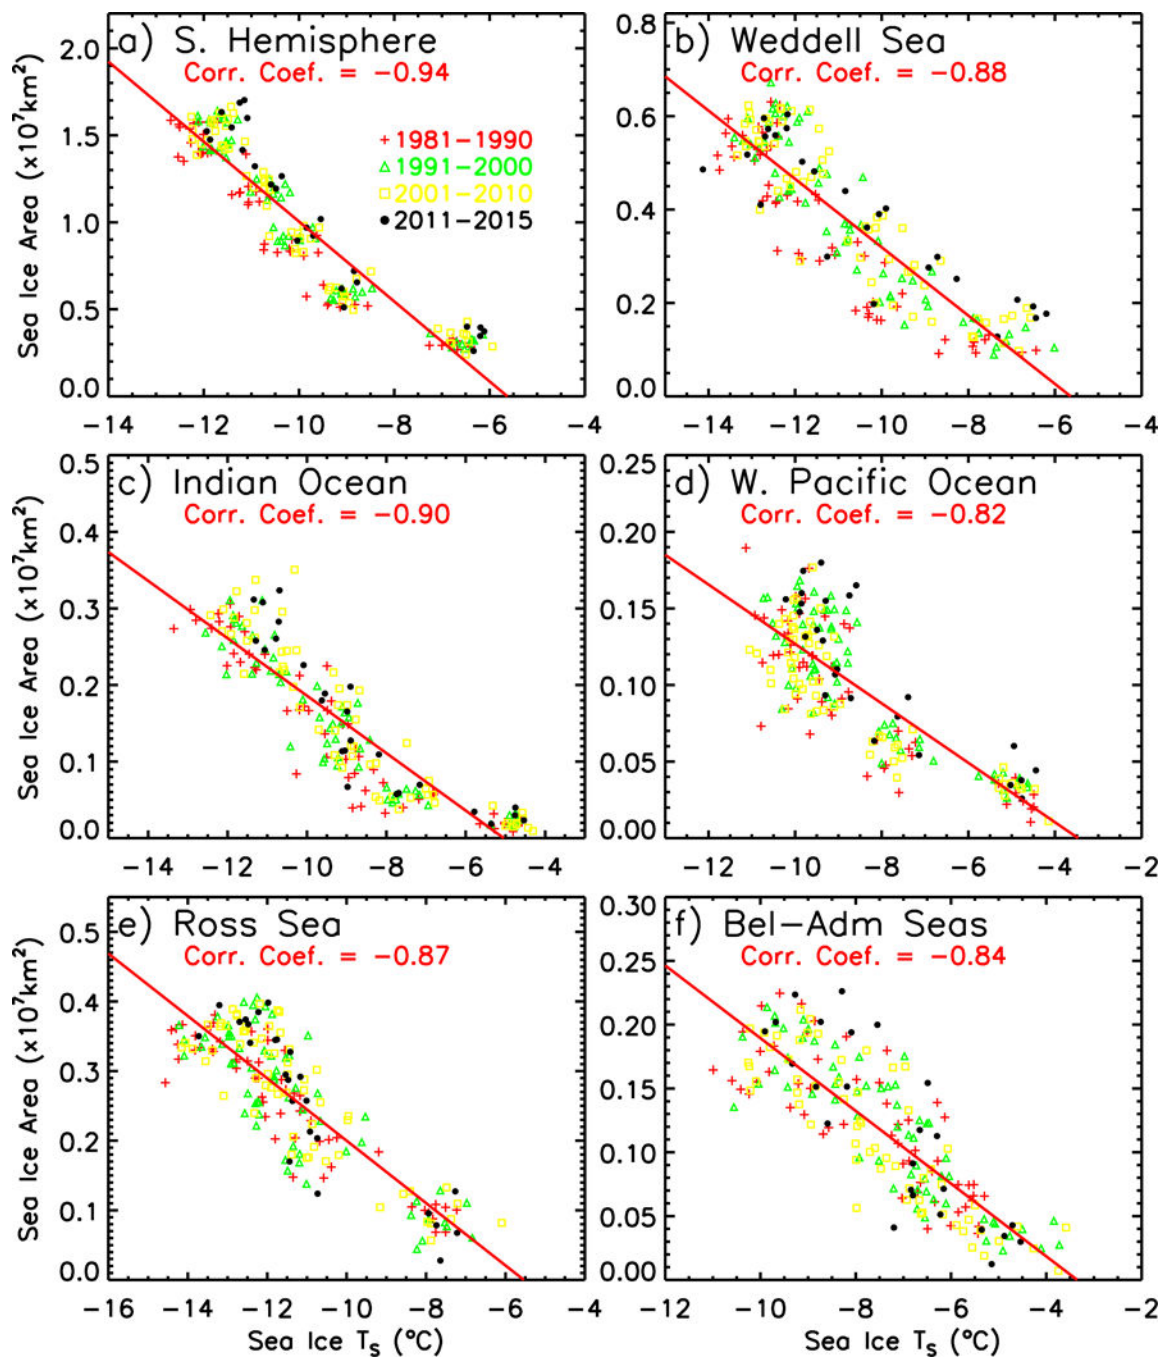 a) S. Hemisphere
Corr. Coef. = −0.94
+ 1981−1990
△ 1991−2000
□ 2001−2010
● 2011−2015
Sea Ice Area (x10⁷km²)
2.0
1.5
1.0
0.5
0.0
−14 −12 −10 −8 −6 −4
b) Weddell Sea
Corr. Coef. = −0.88
0.8
0.6
0.4
0.2
0.0
−14 −12 −10 −8 −6 −4
c) Indian Ocean
Corr. Coef. = −0.90
Sea Ice Area (x10⁷km²)
0.5
0.4
0.3
0.2
0.1
0.0
−14 −12 −10 −8 −6 −4
d) W. Pacific Ocean
Corr. Coef. = −0.82
0.25
0.20
0.15
0.10
0.05
0.00
−12 −10 −8 −6 −4 −2
e) Ross Sea
Corr. Coef. = −0.87
Sea Ice Area (x10⁷km²)
0.5
0.4
0.3
0.2
0.1
0.0
−16 −14 −12 −10 −8 −6 −4
Sea Ice Tₛ (°C)
f) Bel−Adm Seas
Corr. Coef. = −0.84
0.30
0.25
0.20
0.15
0.10
0.05
0.00
−12 −10 −8 −6 −4 −2
Sea Ice Tₛ (°C)